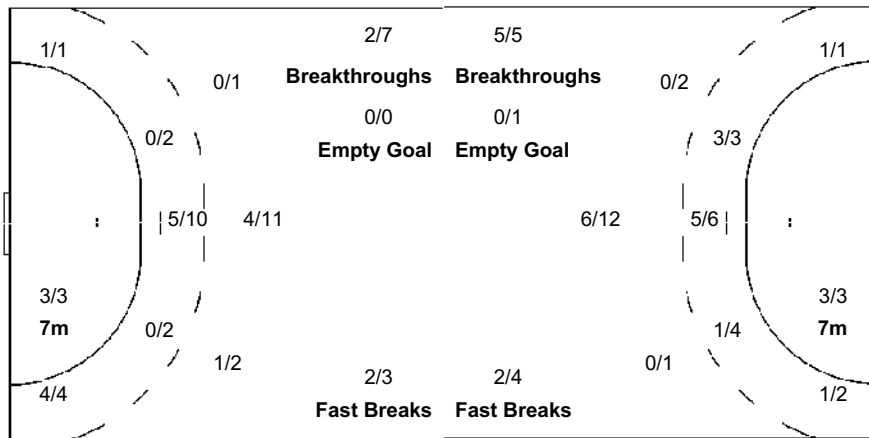 2/7 5/5
1/1 1/1
0/1 Breakthroughs Breakthroughs 0/2
0/0 0/1
0/2 Empty Goal Empty Goal 3/3
5/10 4/11 6/12 5/6
3/3 3/3
7m 0/2 1/4 7m
1/2 0/1
4/4 2/3 2/4 1/2
Fast Breaks Fast Breaks